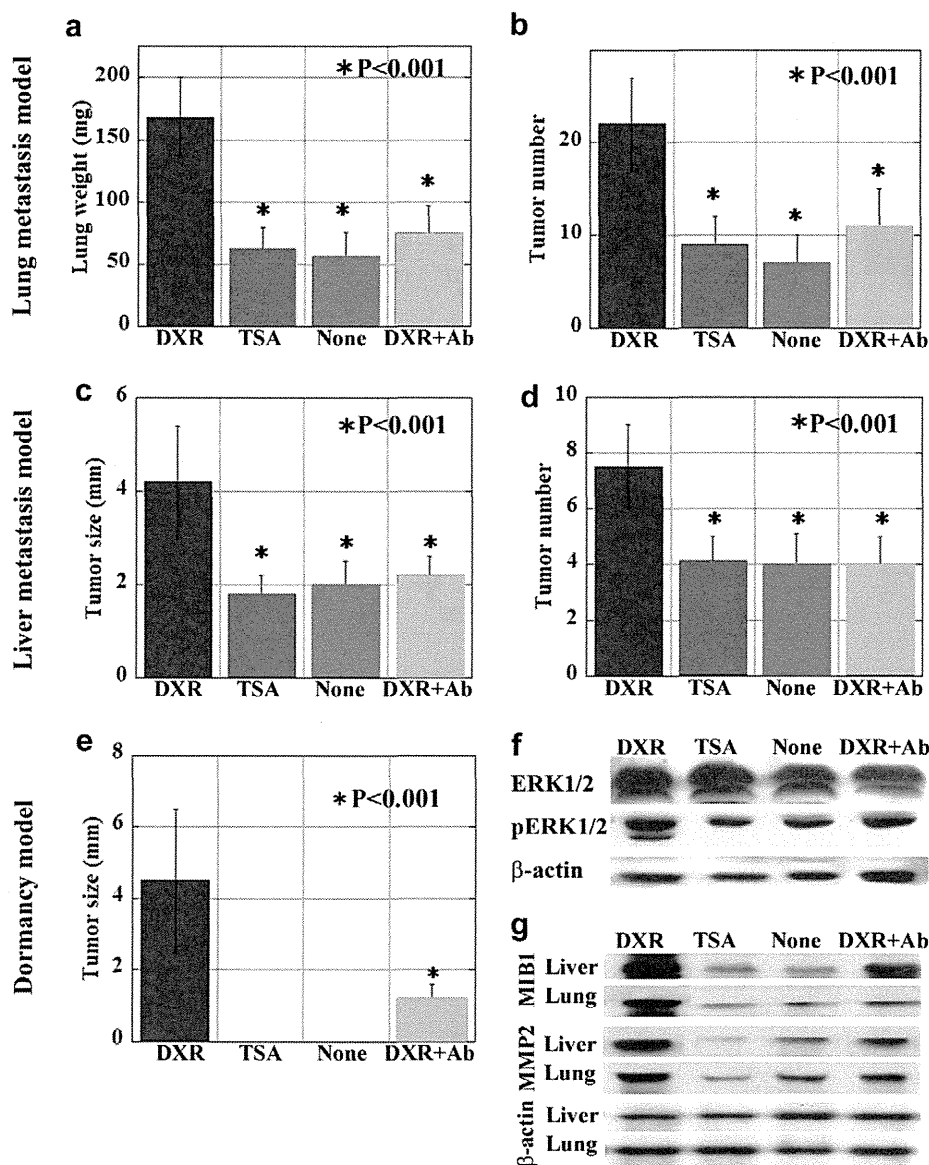 a
Lung metastasis model
Lung weight (mg)
200
150
100
50
0
* P<0.001
*
*
*
DXR TSA None DXR+Ab
b
Tumor number
20
10
0
* P<0.001
*
*
*
DXR TSA None DXR+Ab
c
Liver metastasis model
Tumor size (mm)
6
4
2
0
* P<0.001
*
*
*
DXR TSA None DXR+Ab
d
Tumor number
10
8
6
4
2
0
* P<0.001
*
*
*
DXR TSA None DXR+Ab
e
Dormancy model
Tumor size (mm)
8
6
4
2
0
* P<0.001
*
DXR TSA None DXR+Ab
f
DXR TSA None DXR+Ab
ERK1/2
pERK1/2
β-actin
g
DXR TSA None DXR+Ab
MIB1
Liver
Lung
MMP2
Liver
Lung
β-actin
Liver
Lung